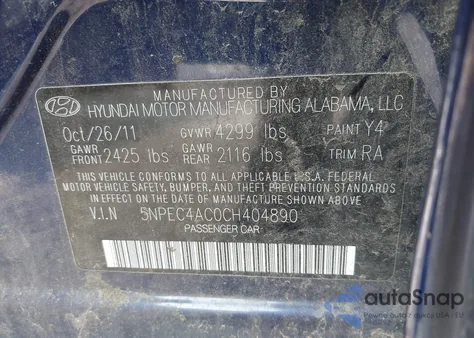 MANUFACTURED BY
HYUNDAI MOTOR MANUFACTURING ALABAMA, LLC
Oct/26/11 GVWR 4299 lbs PAINT Y4
GAWR FRONT 2425 lbs GAWR REAR 2116 lbs TRIM RA
THIS VEHICLE CONFORMS TO ALL APPLICABLE U.S.A. FEDERAL
MOTOR VEHICLE SAFETY, BUMPER, AND THEFT PREVENTION STANDARDS
IN EFFECT ON THE DATE OF MANUFACTURE SHOWN ABOVE.
V.I.N 5NPEC4AC0CH404890
PASSENGER CAR
autoSnap